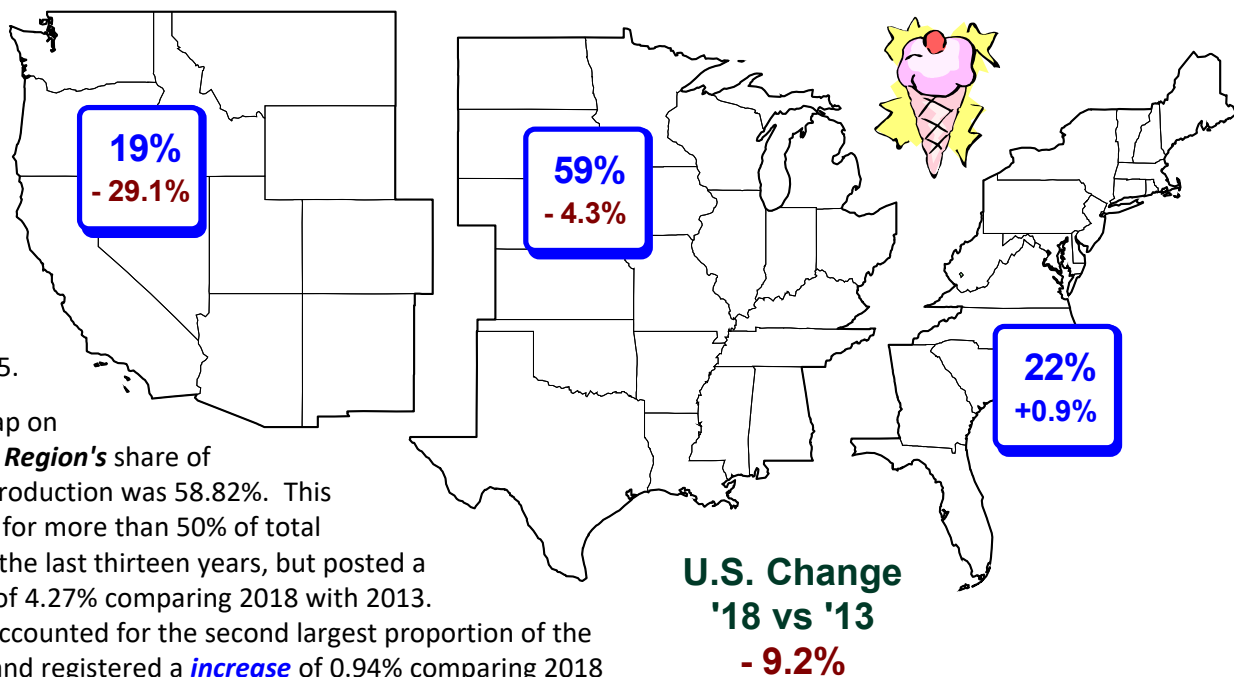 19%
- 29.1%
59%
- 4.3%
22%
+0.9%
5.
ap on
Region's share of
roduction was 58.82%. This
for more than 50% of total
the last thirteen years, but posted a
of 4.27% comparing 2018 with 2013.
ccounted for the second largest proportion of the
and registered a increase of 0.94% comparing 2018
U.S. Change
'18 vs '13
- 9.2%